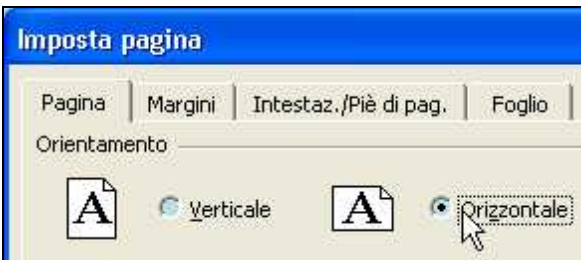 Imposta pagina
Pagina Margini Intestaz./Piè di pag. Foglio
Orientamento
A Verticale A Orizzontale